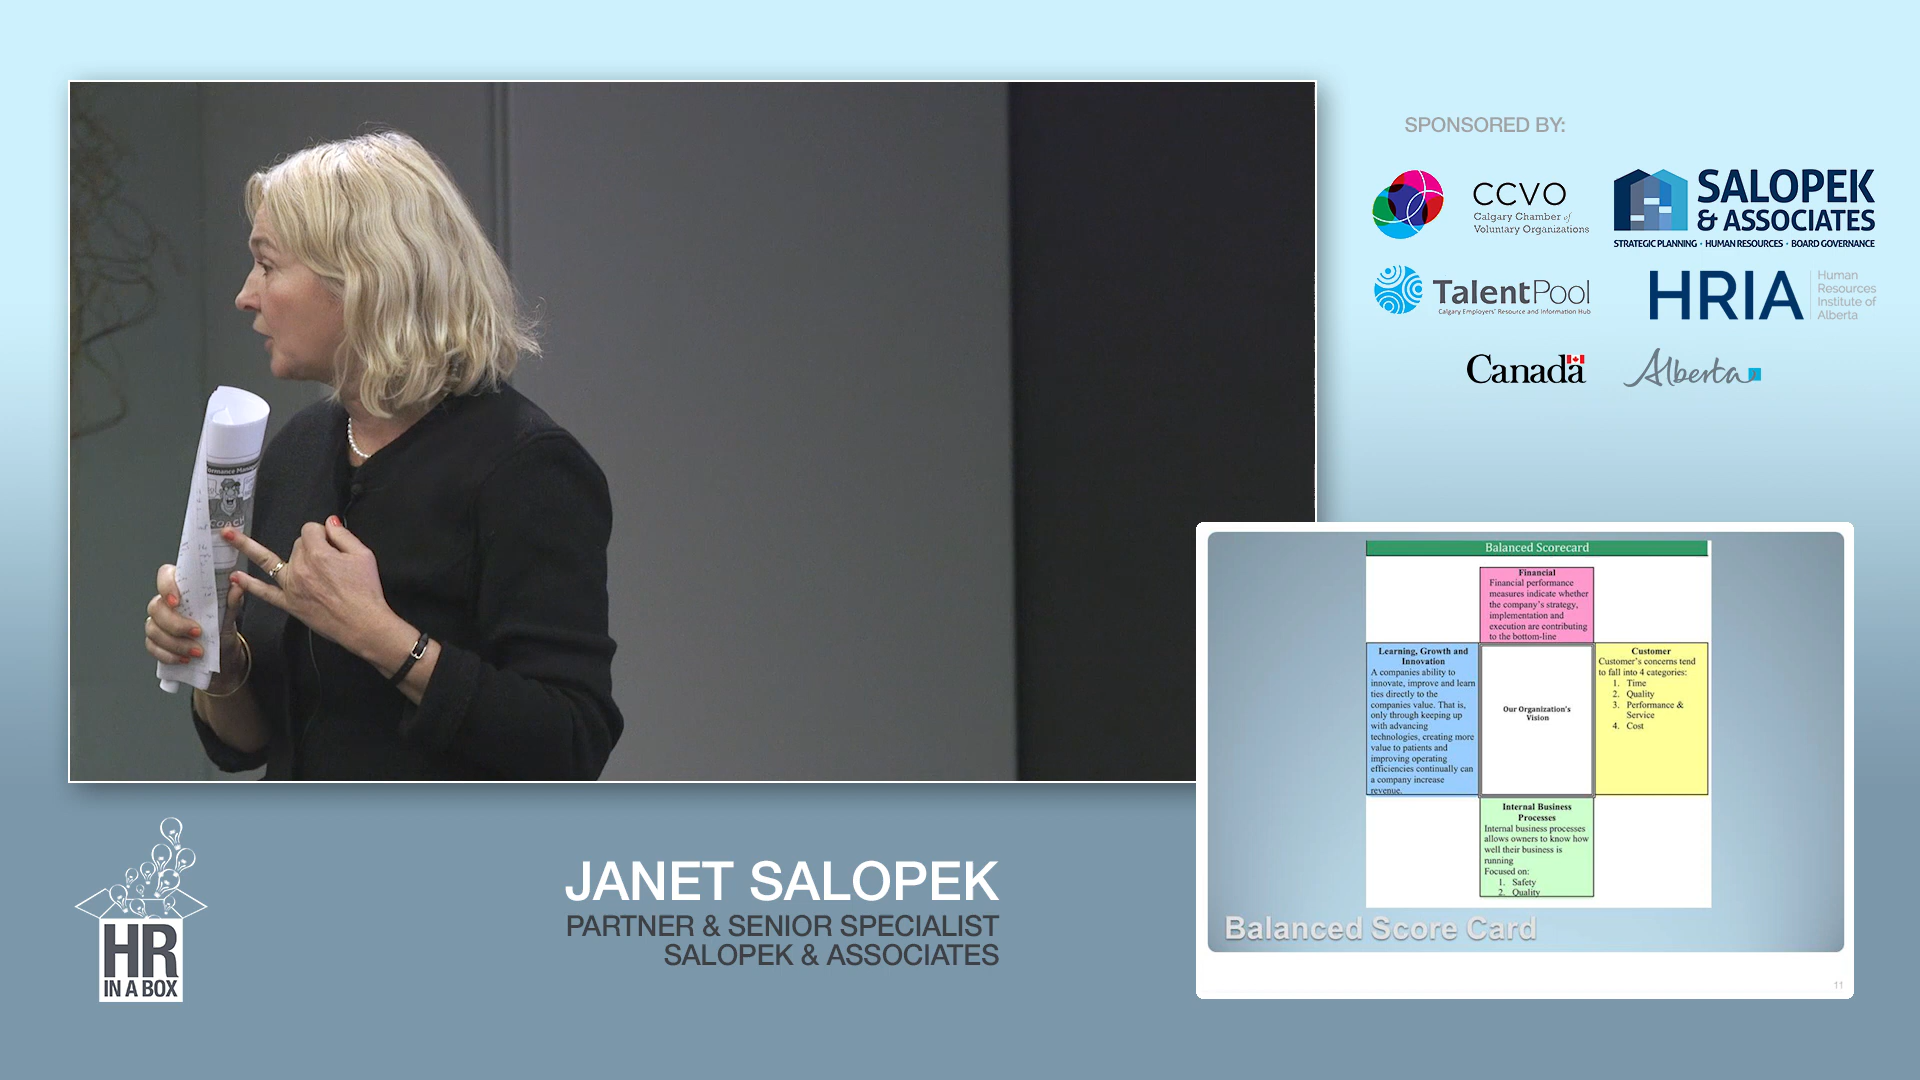 SPONSORED BY:
CCVO
Calgary Chamber of
Voluntary Organizations
SALOPEK
& ASSOCIATES
STRATEGIC PLANNING · HUMAN RESOURCES · BOARD GOVERNANCE
TalentPool
Calgary Employers' Resource and Information Hub
HRIA
Human
Resources
Institute of
Alberta
Canada
Alberta
COACH
Balanced Scorecard
Financial
Financial performance
measures indicate whether
the company's strategy,
implementation and
execution are contributing
to the bottom-line
Learning, Growth and
Innovation
A companies ability to
innovate, improve and learn
ties directly to the
companies value. That is,
only through keeping up
with advancing
technologies, creating more
value to patients and
improving operating
efficiencies continually can
a company increase
revenue.
Our Organization's
Vision
Customer
Customer's concerns tend
to fall into 4 categories:
1. Time
2. Quality
3. Performance &
Service
4. Cost
Internal Business
Processes
Internal business processes
allows owners to know how
well their business is
running
Focused on:
1. Safety
2. Quality
Balanced Score Card
11
HR
IN A BOX
JANET SALOPEK
PARTNER & SENIOR SPECIALIST
SALOPEK & ASSOCIATES